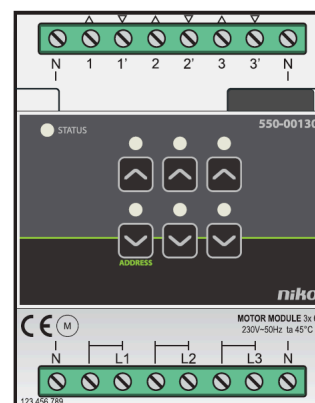 N 1 1' 2 2' 3 3' N
STATUS
550-00130
ADDRESS
niko
CE M
MOTOR MODULE 3x
230V~50Hz ta 45°C
N L1 L2 L3 N
123 456 789